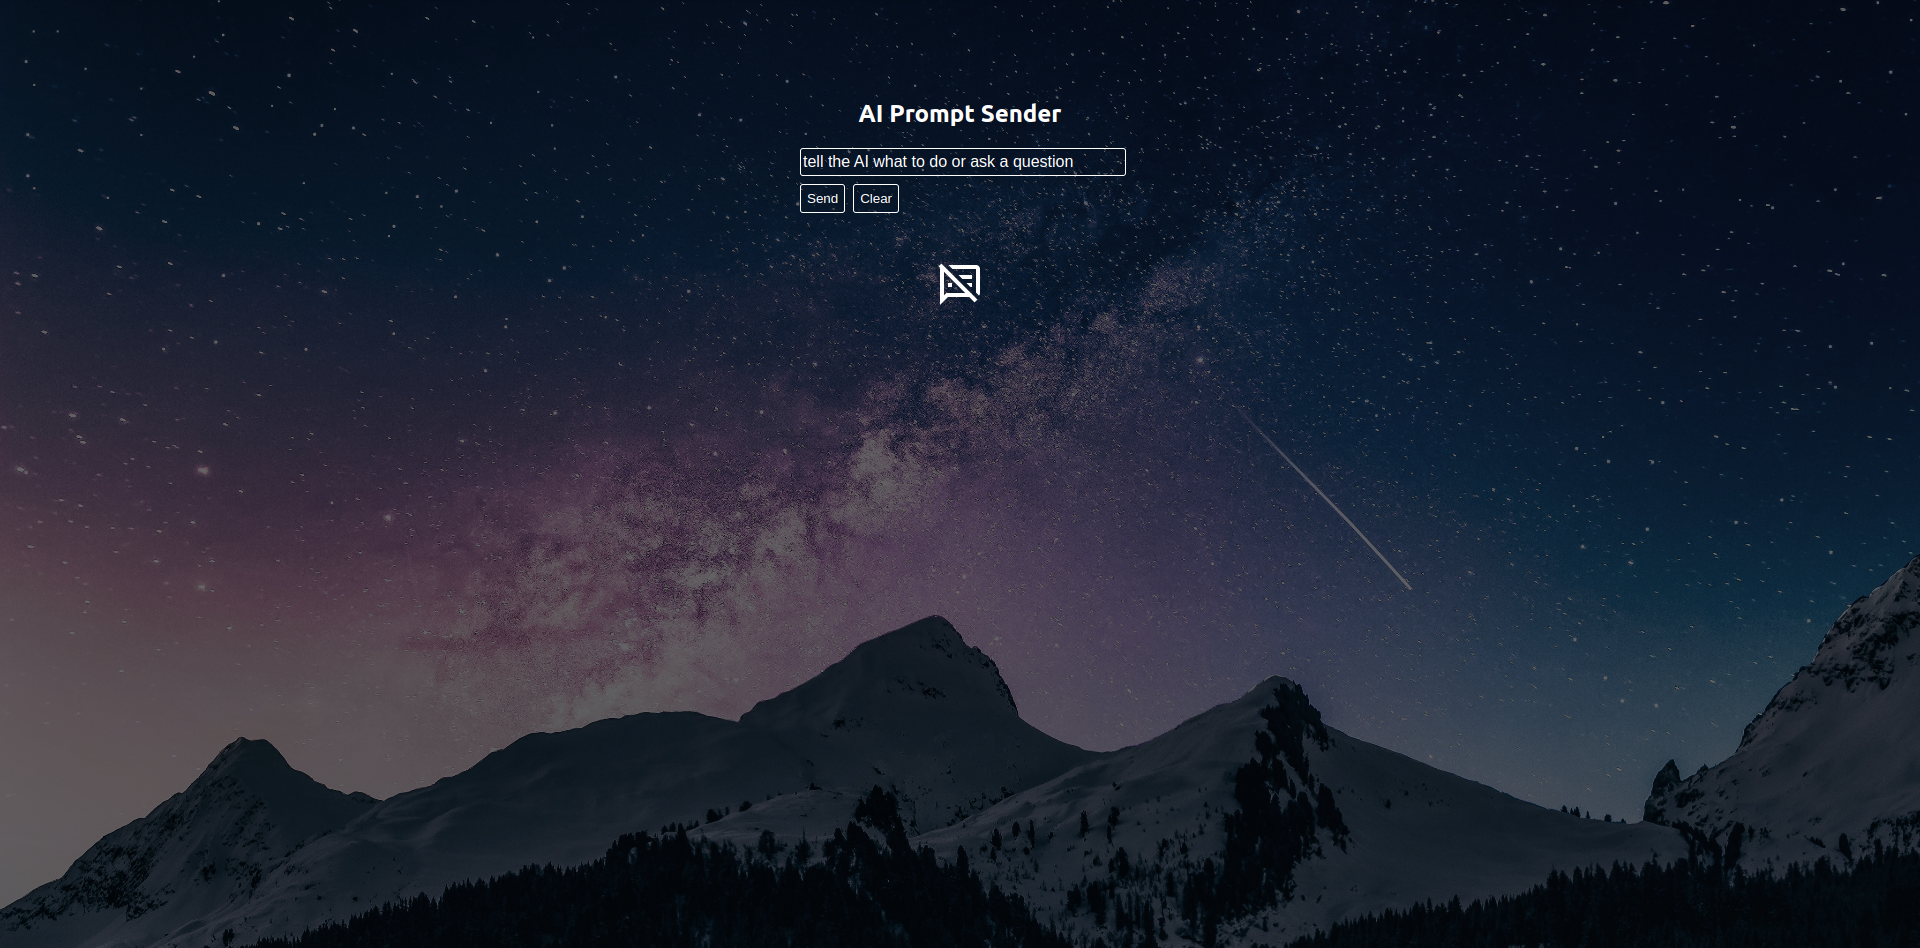 AI Prompt Sender
tell the AI what to do or ask a question
Send Clear